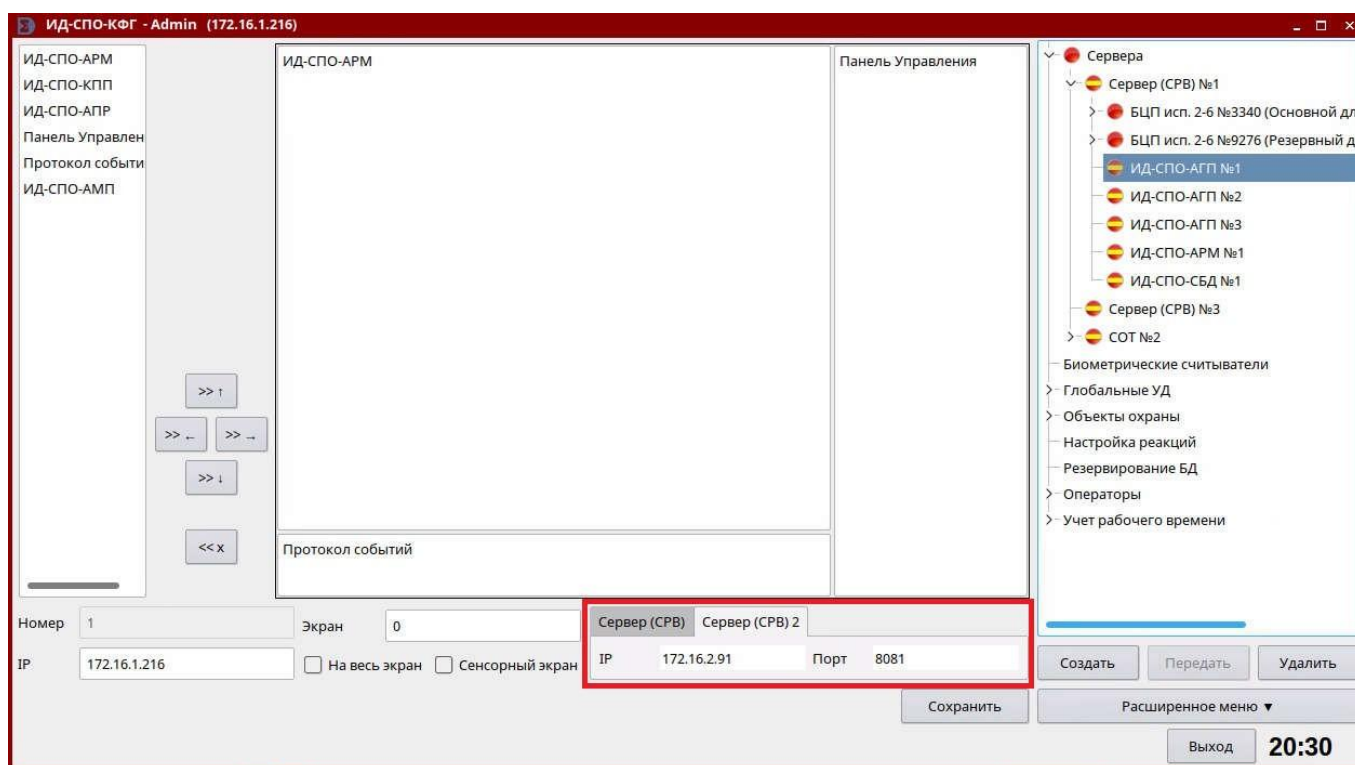 ИД-СПО-КФГ - Admin (172.16.1.216)
ИД-СПО-АРМ
ИД-СПО-КПП
ИД-СПО-АПР
Панель Управлен
Протокол событи
ИД-СПО-АМП
>> ↑
>> ←
>> →
>> ↓
<< x
ИД-СПО-АРМ
Протокол событий
Панель Управления
Сервера
Сервер (СРВ) №1
БЦП исп. 2-6 №3340 (Основной дл
БЦП исп. 2-6 №9276 (Резервный д
ИД-СПО-АГП №1
ИД-СПО-АГП №2
ИД-СПО-АГП №3
ИД-СПО-АРМ №1
ИД-СПО-СБД №1
Сервер (СРВ) №3
СОТ №2
Биометрические считыватели
Глобальные УД
Объекты охраны
Настройка реакций
Резервирование БД
Операторы
Учет рабочего времени
Номер 1
Экран 0
IP 172.16.1.216
На весь экран Сенсорный экран
Сервер (СРВ) Сервер (СРВ) 2
IP 172.16.2.91 Порт 8081
Сохранить
Создать Передать Удалить
Расширенное меню ▼
Выход 20:30